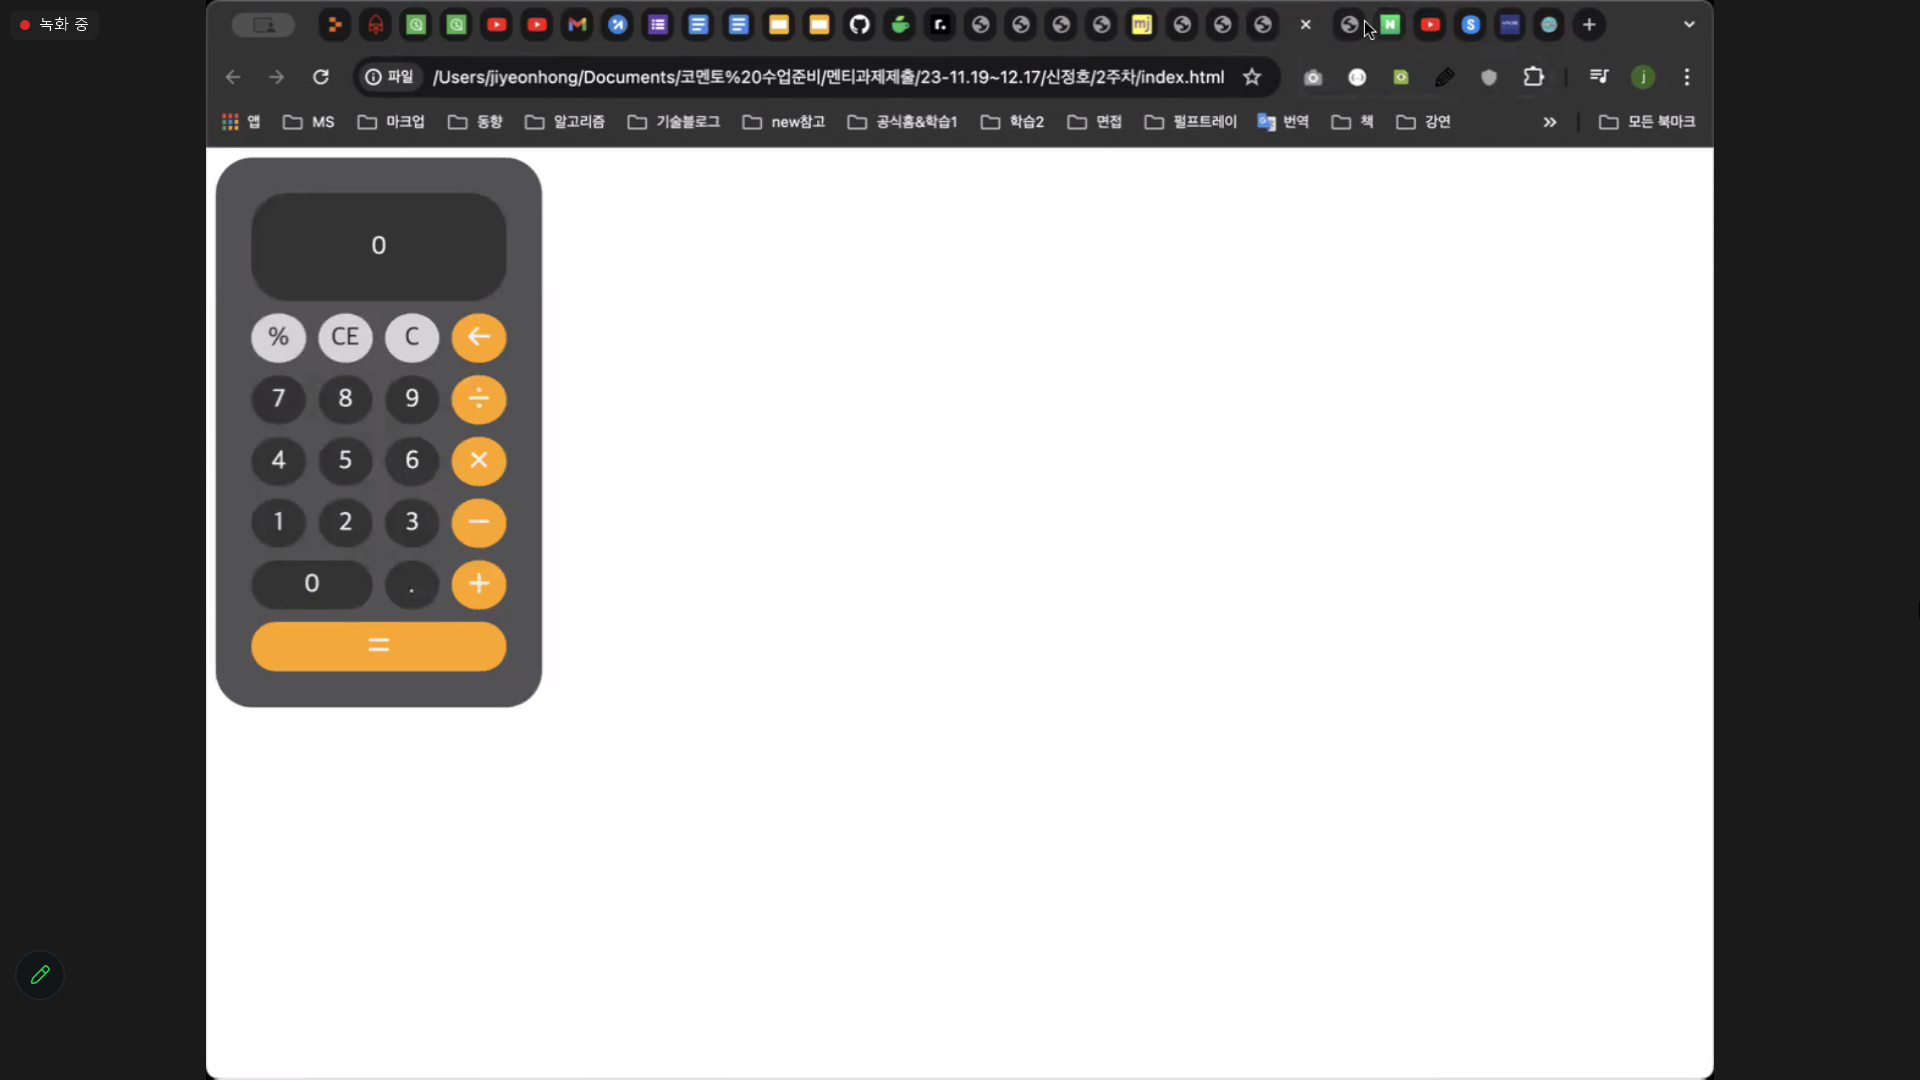 녹화 중
파일 /Users/jiyeonhong/Documents/코멘토%20수업준비/멘티과제제출/23-11.19~12.17/신정호/2주차/index.html j
앱 MS 마크업 동향 알고리즘 기술블로그 new참고 공식홈&학습1 학습2 면접 펄프트레이 번역 책 강연 » 모든 북마크
0
% CE C ←
7 8 9 ÷
4 5 6 ×
1 2 3 −
0 . +
=